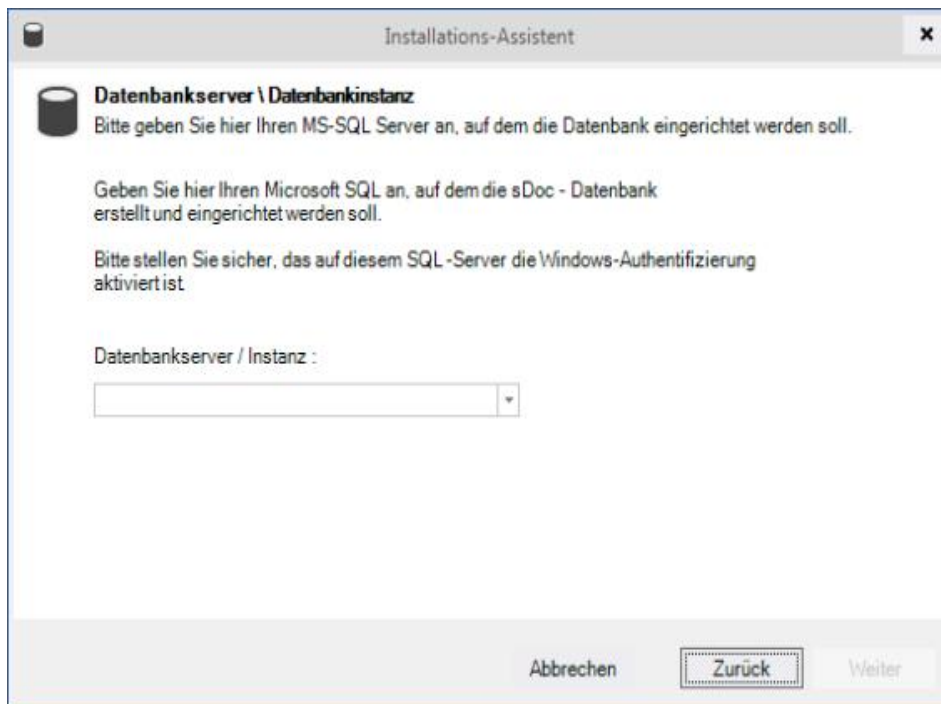 Installations-Assistent
Datenbankserver \ Datenbankinstanz
Bitte geben Sie hier Ihren MS-SQL Server an, auf dem die Datenbank eingerichtet werden soll.
Geben Sie hier Ihren Microsoft SQL an, auf dem die sDoc - Datenbank
erstellt und eingerichtet werden soll.
Bitte stellen Sie sicher, das auf diesem SQL -Server die Windows-Authentifizierung
aktiviert ist.
Datenbankserver / Instanz :
Abbrechen
Zurück
Weiter